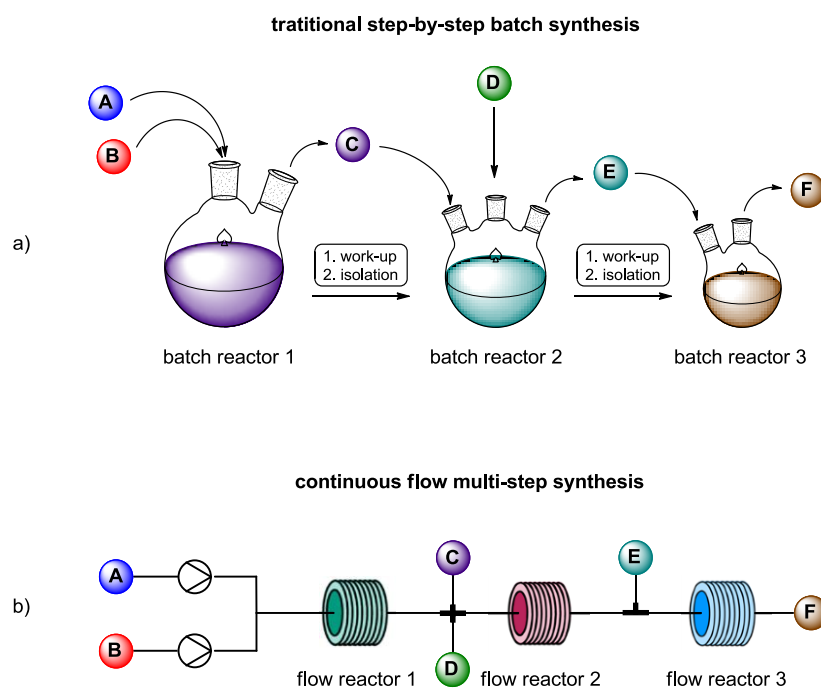 tratitional step-by-step batch synthesis
D
A
C
B
E
F
a)
1. work-up
2. isolation
1. work-up
2. isolation
batch reactor 1
batch reactor 2
batch reactor 3
continuous flow multi-step synthesis
C
E
A
b)
F
B
D
flow reactor 1
flow reactor 2
flow reactor 3